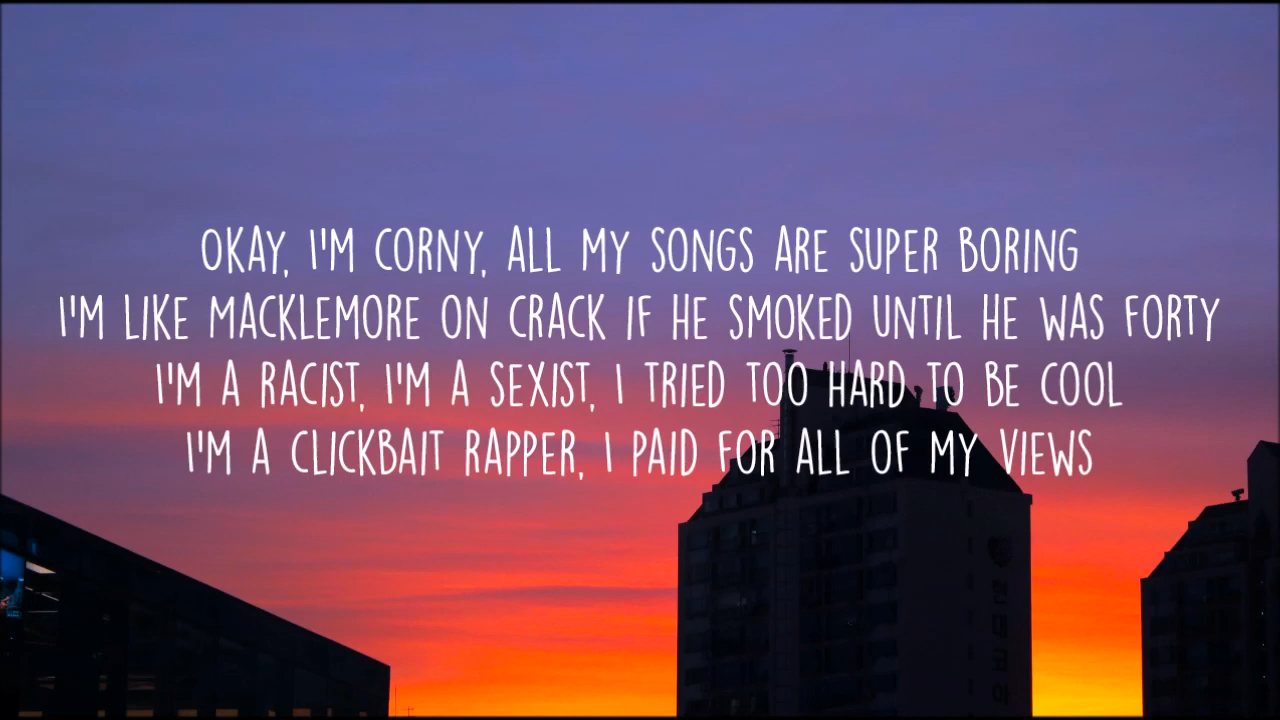 OKAY, I'M CORNY, ALL MY SONGS ARE SUPER BORING
I'M LIKE MACKLEMORE ON CRACK IF HE SMOKED UNTIL HE WAS FORTY
I'M A RACIST, I'M A SEXIST, I TRIED TOO HARD TO BE COOL
I'M A CLICKBAIT RAPPER, I PAID FOR ALL OF MY VIEWS